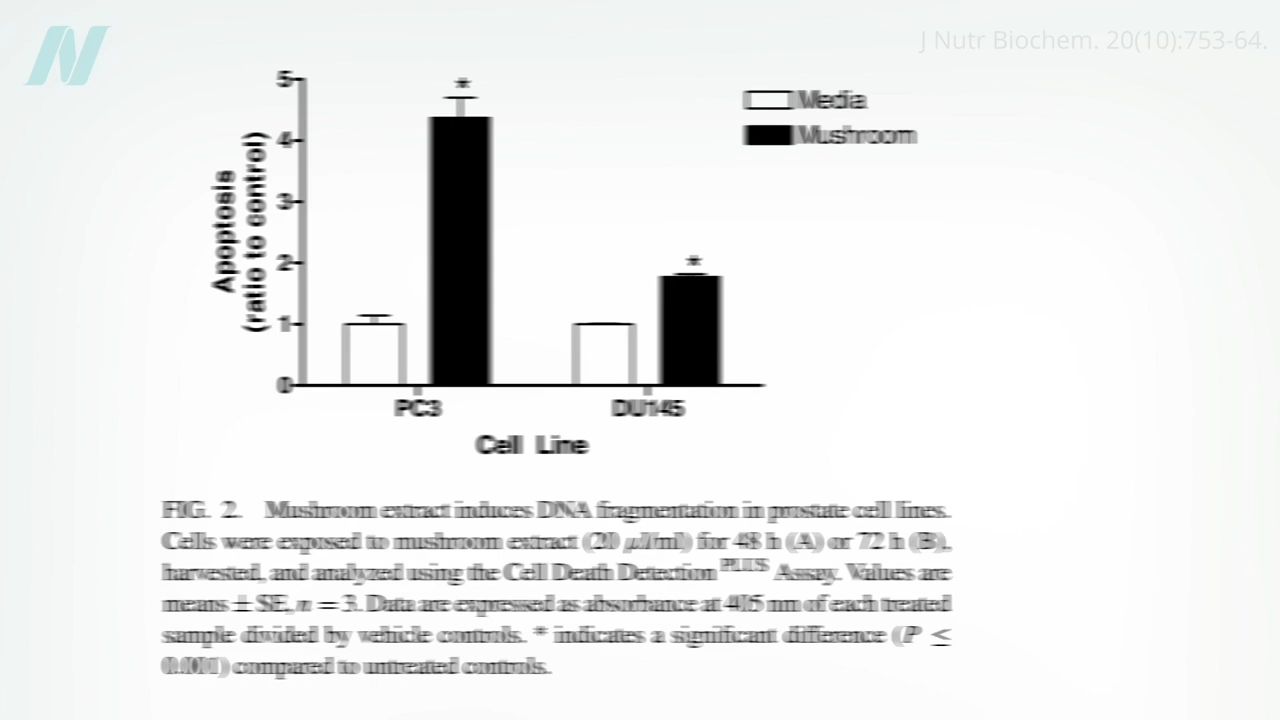 J Nutr Biochem. 20(10):753-64.
5
*
Media
4
Mushroom
Apoptosis
(ratio to control)
3
2
*
1
0
PC3 DU145
Cell Line
FIG. 2. Mushroom extract induces DNA fragmentation in prostate cell lines.
Cells were exposed to mushroom extract (20 μl/ml) for 48 h (A) or 72 h (B),
harvested, and analyzed using the Cell Death Detection PLUS Assay. Values are
means ± SE, n = 3. Data are expressed as absorbance at 405 nm of each treated
sample divided by vehicle controls. * indicates a significant difference (P ≤
0.001) compared to untreated controls.